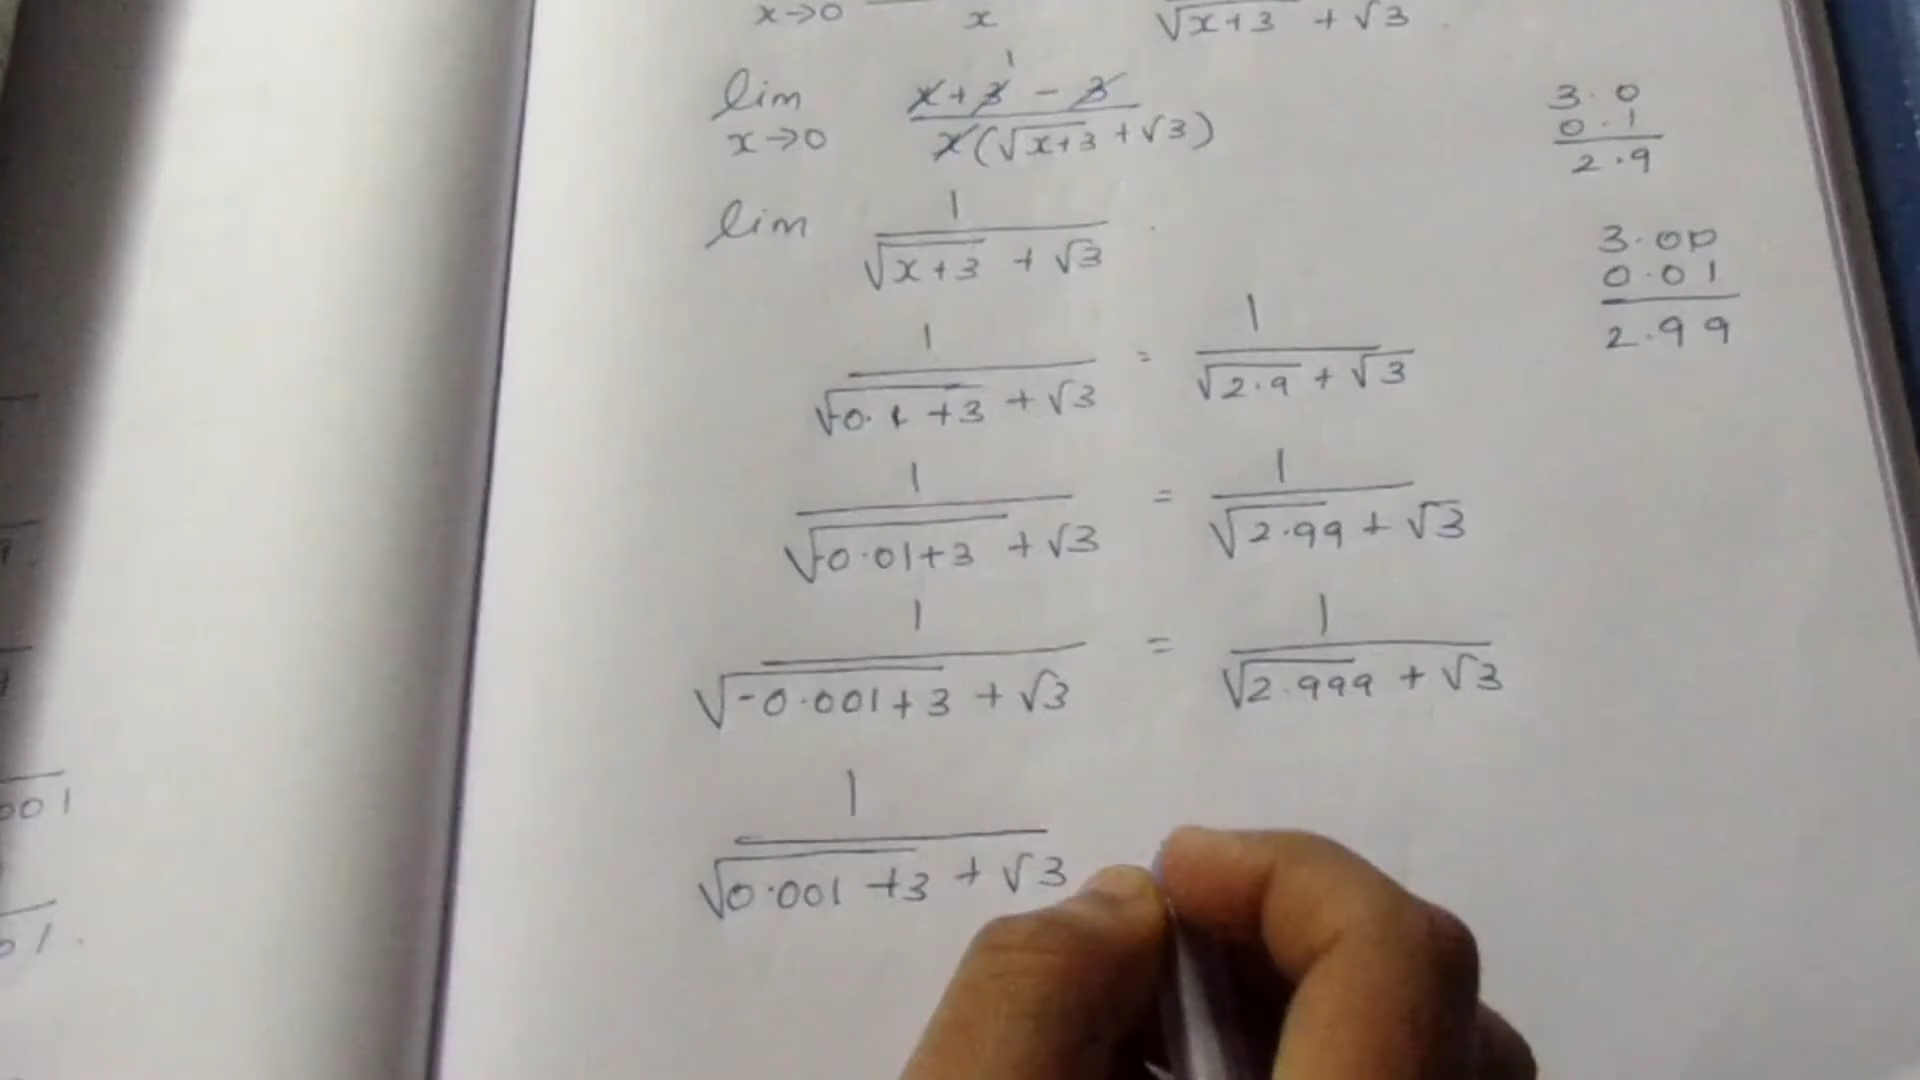 x→0 x √x+3 + √3
1
lim x+3 - 3
x→0 x(√x+3 + √3)
3.0
0.1
2.9
lim 1
√x+3 + √3
3.00
0.01
2.99
1 = 1
√-0.1+3 + √3 √2.9 + √3
1 = 1
√-0.01+3 + √3 √2.99 + √3
1 = 1
√-0.001+3 + √3 √2.999 + √3
1
√0.001+3 + √3
001
01.